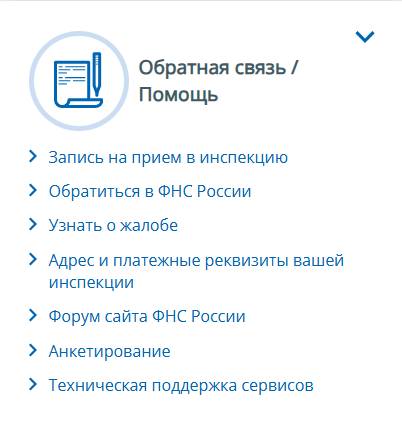 Обратная связь /
Помощь
Запись на прием в инспекцию
Обратиться в ФНС России
Узнать о жалобе
Адрес и платежные реквизиты вашей
инспекции
Форум сайта ФНС России
Анкетирование
Техническая поддержка сервисов